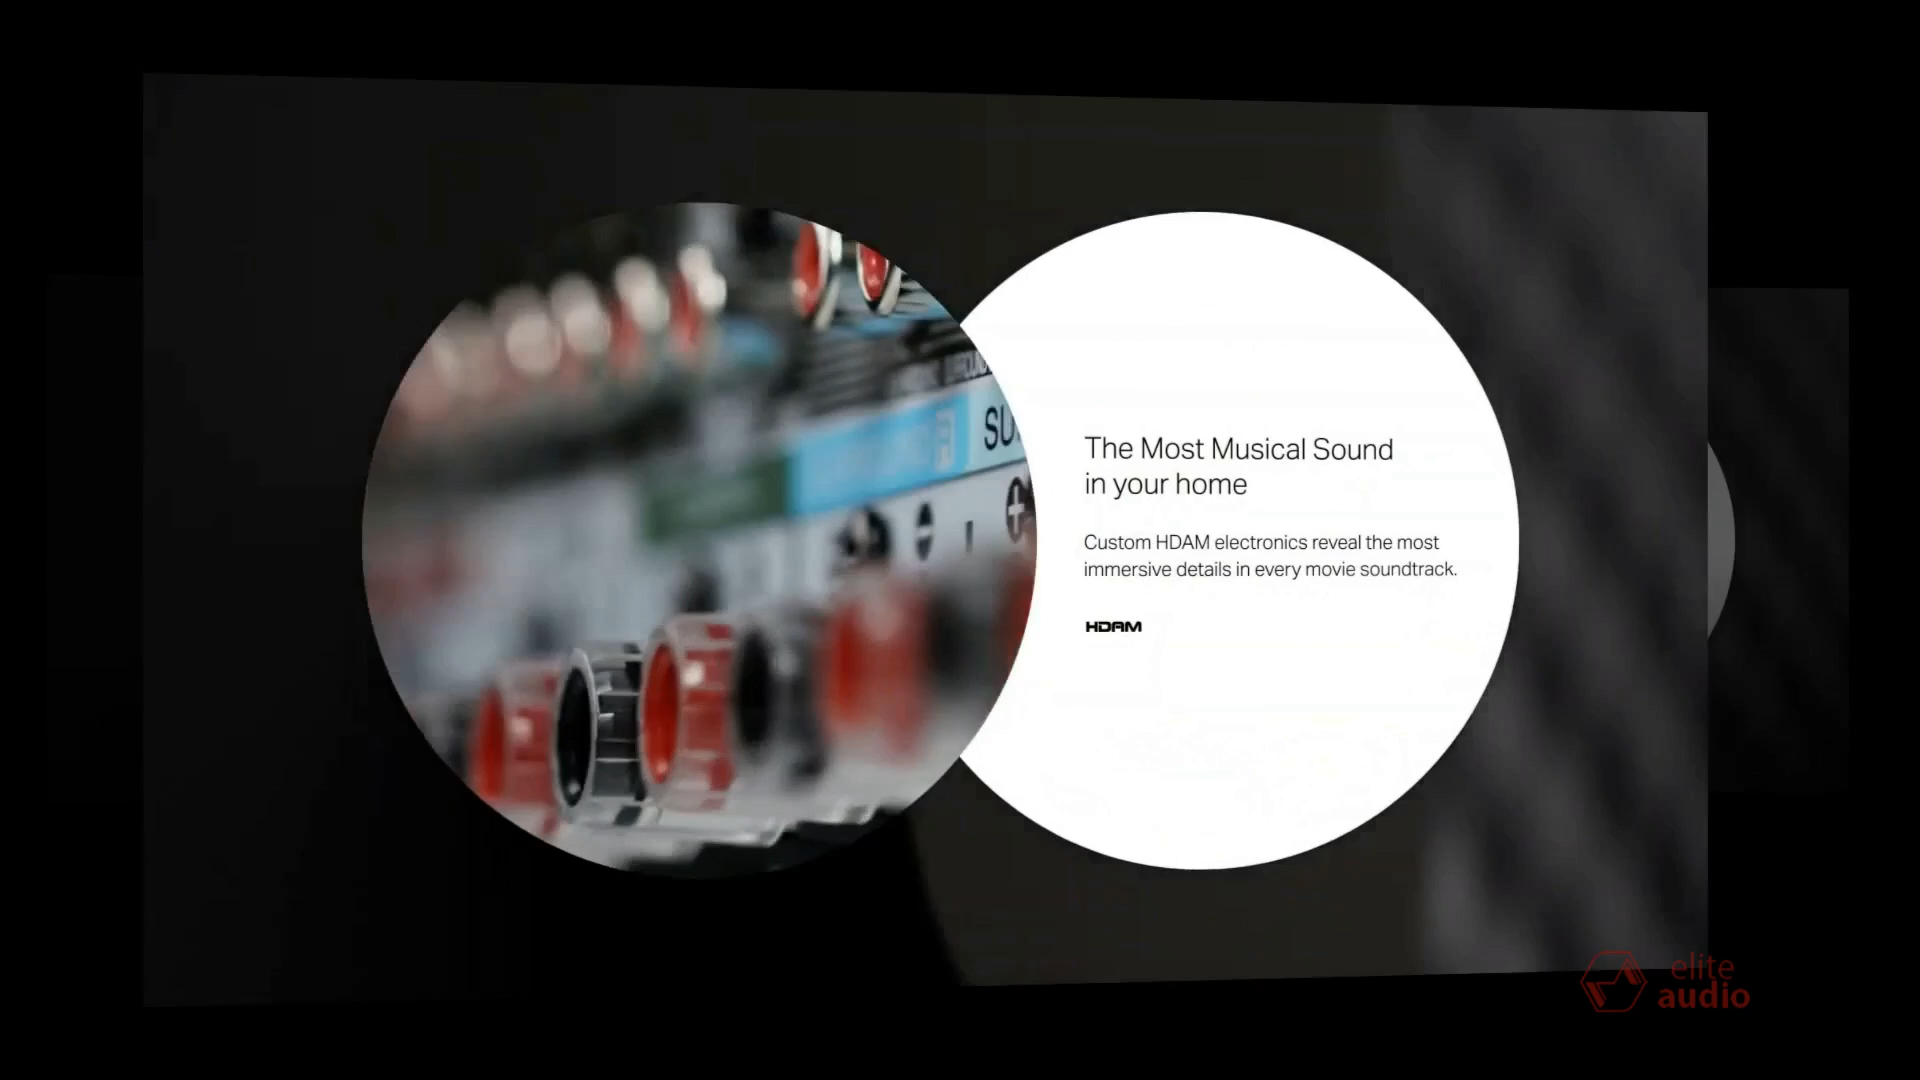 SU
The Most Musical Sound
in your home
Custom HDAM electronics reveal the most
immersive details in every movie soundtrack.
HDAM
elite
audio